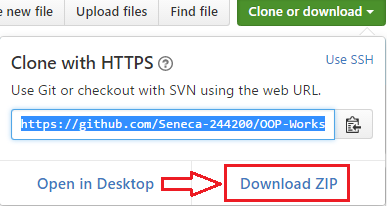 e new file Upload files Find file Clone or download
Clone with HTTPS Use SSH
Use Git or checkout with SVN using the web URL.
https://github.com/Seneca-244200/OOP-Works
Open in Desktop Download ZIP